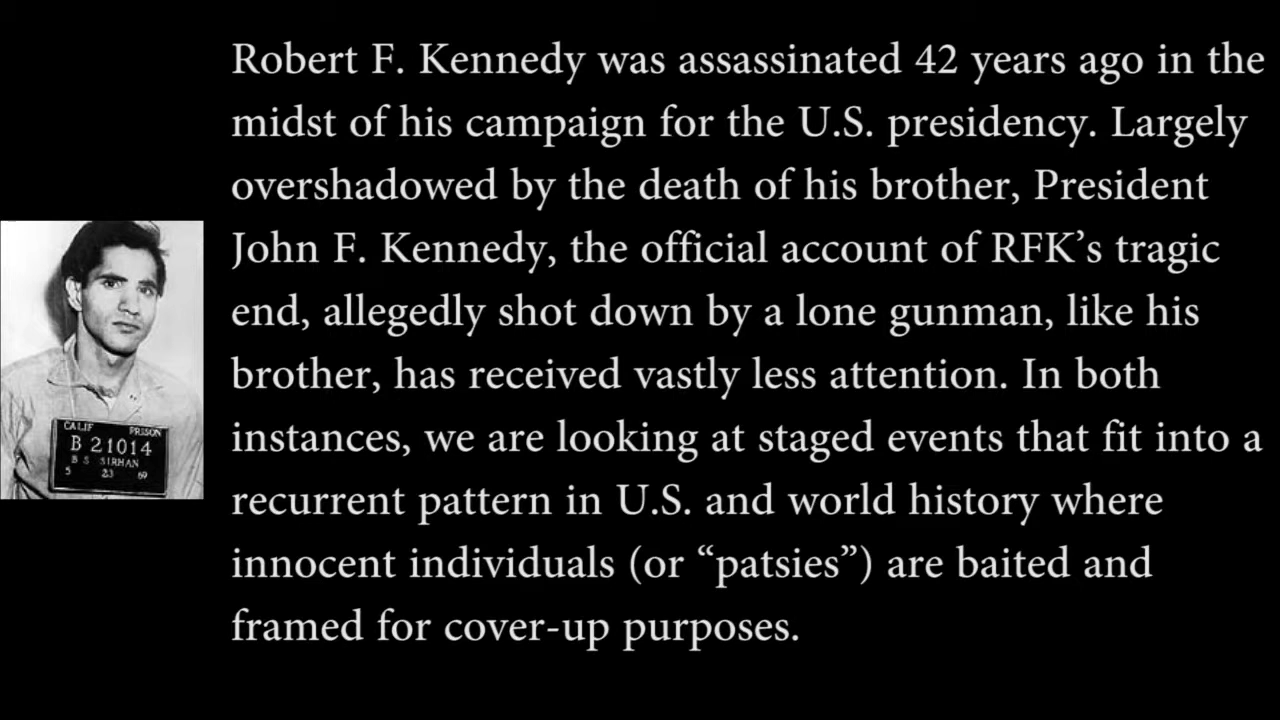 Robert F. Kennedy was assassinated 42 years ago in the
midst of his campaign for the U.S. presidency. Largely
overshadowed by the death of his brother, President
John F. Kennedy, the official account of RFK’s tragic
end, allegedly shot down by a lone gunman, like his
brother, has received vastly less attention. In both
instances, we are looking at staged events that fit into a
recurrent pattern in U.S. and world history where
innocent individuals (or “patsies”) are baited and
framed for cover-up purposes.
CALIF PRISON
B 21014
B S SIRHAN
5 23 69